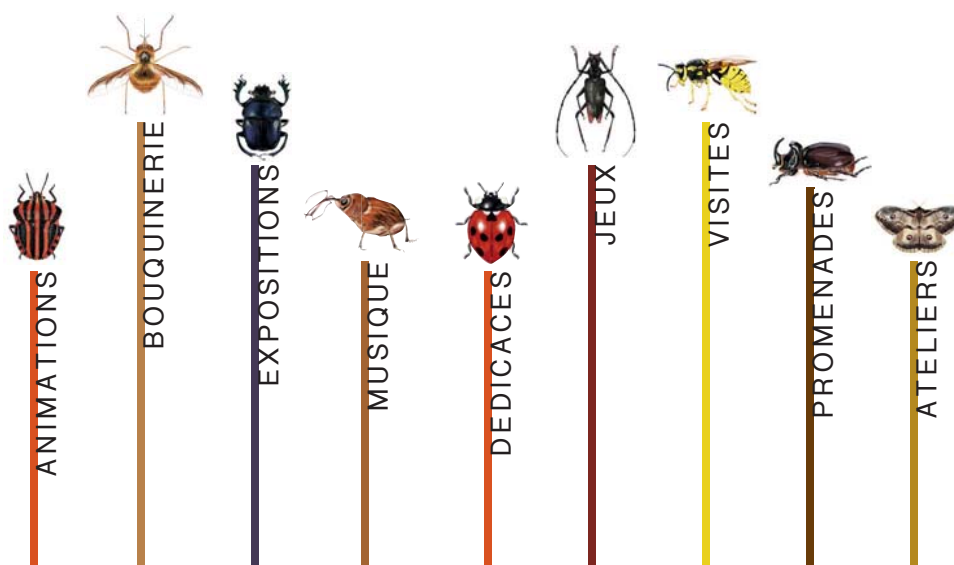 ANIMATIONS
BOUQUINERIE
EXPOSITIONS
MUSIQUE
DEDICACES
JEUX
VISITES
PROMENADES
ATELIERS